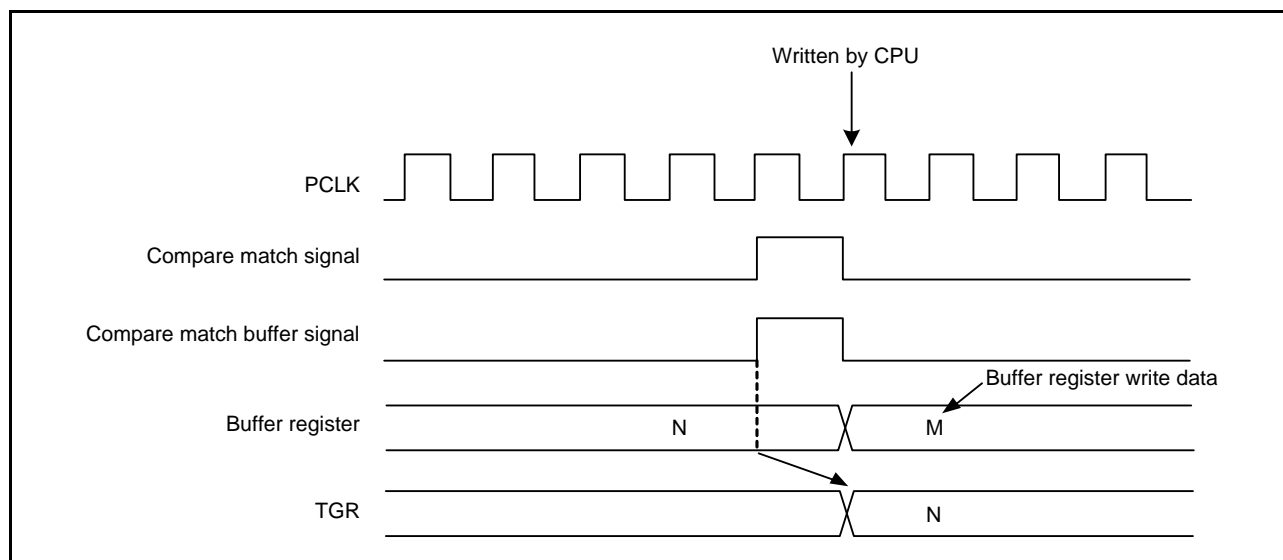 Written by CPU
PCLK
Compare match signal
Compare match buffer signal
Buffer register write data
Buffer register
N
M
TGR
N